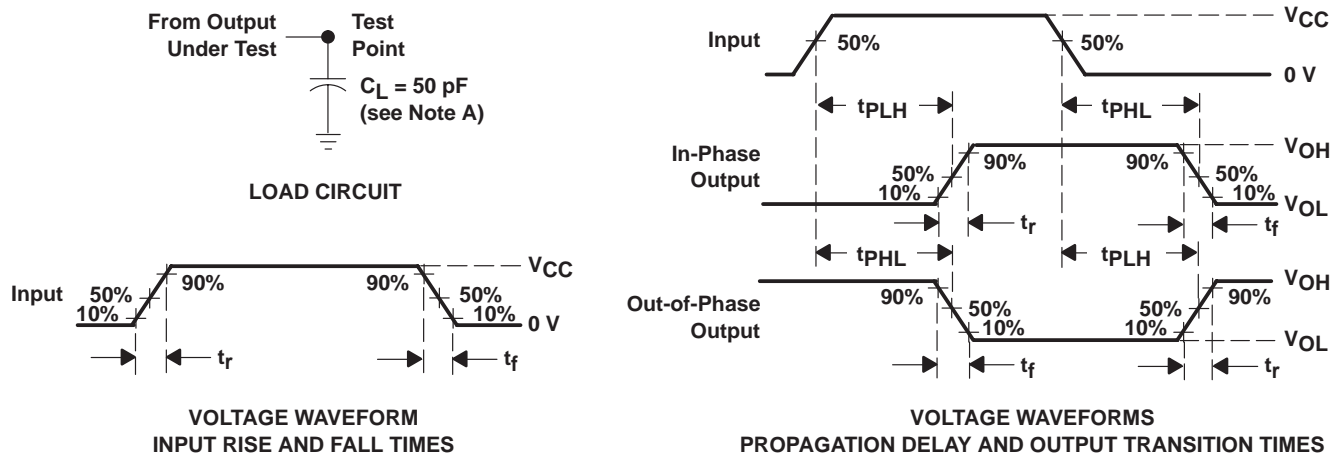 From Output
Under Test
Test
Point
CL = 50 pF
(see Note A)
LOAD CIRCUIT
Input
50%
10%
90%
90%
50%
10%
VCC
0 V
tr
tf
VOLTAGE WAVEFORM
INPUT RISE AND FALL TIMES
Input
50%
50%
VCC
0 V
tPLH
tPHL
In-Phase
Output
50%
10%
90%
90%
50%
10%
VOH
VOL
tr
tf
tPHL
tPLH
Out-of-Phase
Output
90%
50%
10%
50%
10%
90%
VOH
VOL
tf
tr
VOLTAGE WAVEFORMS
PROPAGATION DELAY AND OUTPUT TRANSITION TIMES